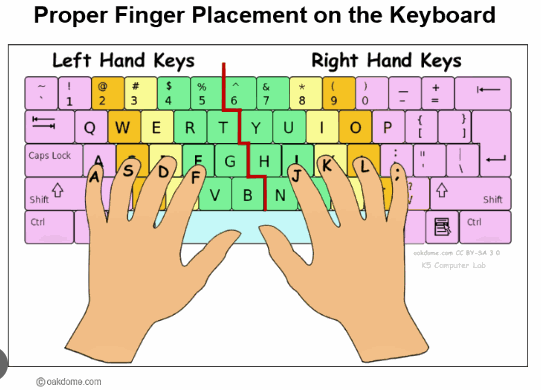 Proper Finger Placement on the Keyboard
Left Hand Keys Right Hand Keys
~ ! @ # $ % ^ & * ( ) _ +
` 1 2 3 4 5 6 7 8 9 0 - =
Q W E R T Y U I O P { [ } ]
Caps Lock A F G H J : ; " ' | \
A S D F J K L ;
Shift V B N ? Shift
Ctrl Ctrl
oakdome.com CC BY-SA 3.0
K5 Computer Lab
©oakdome.com